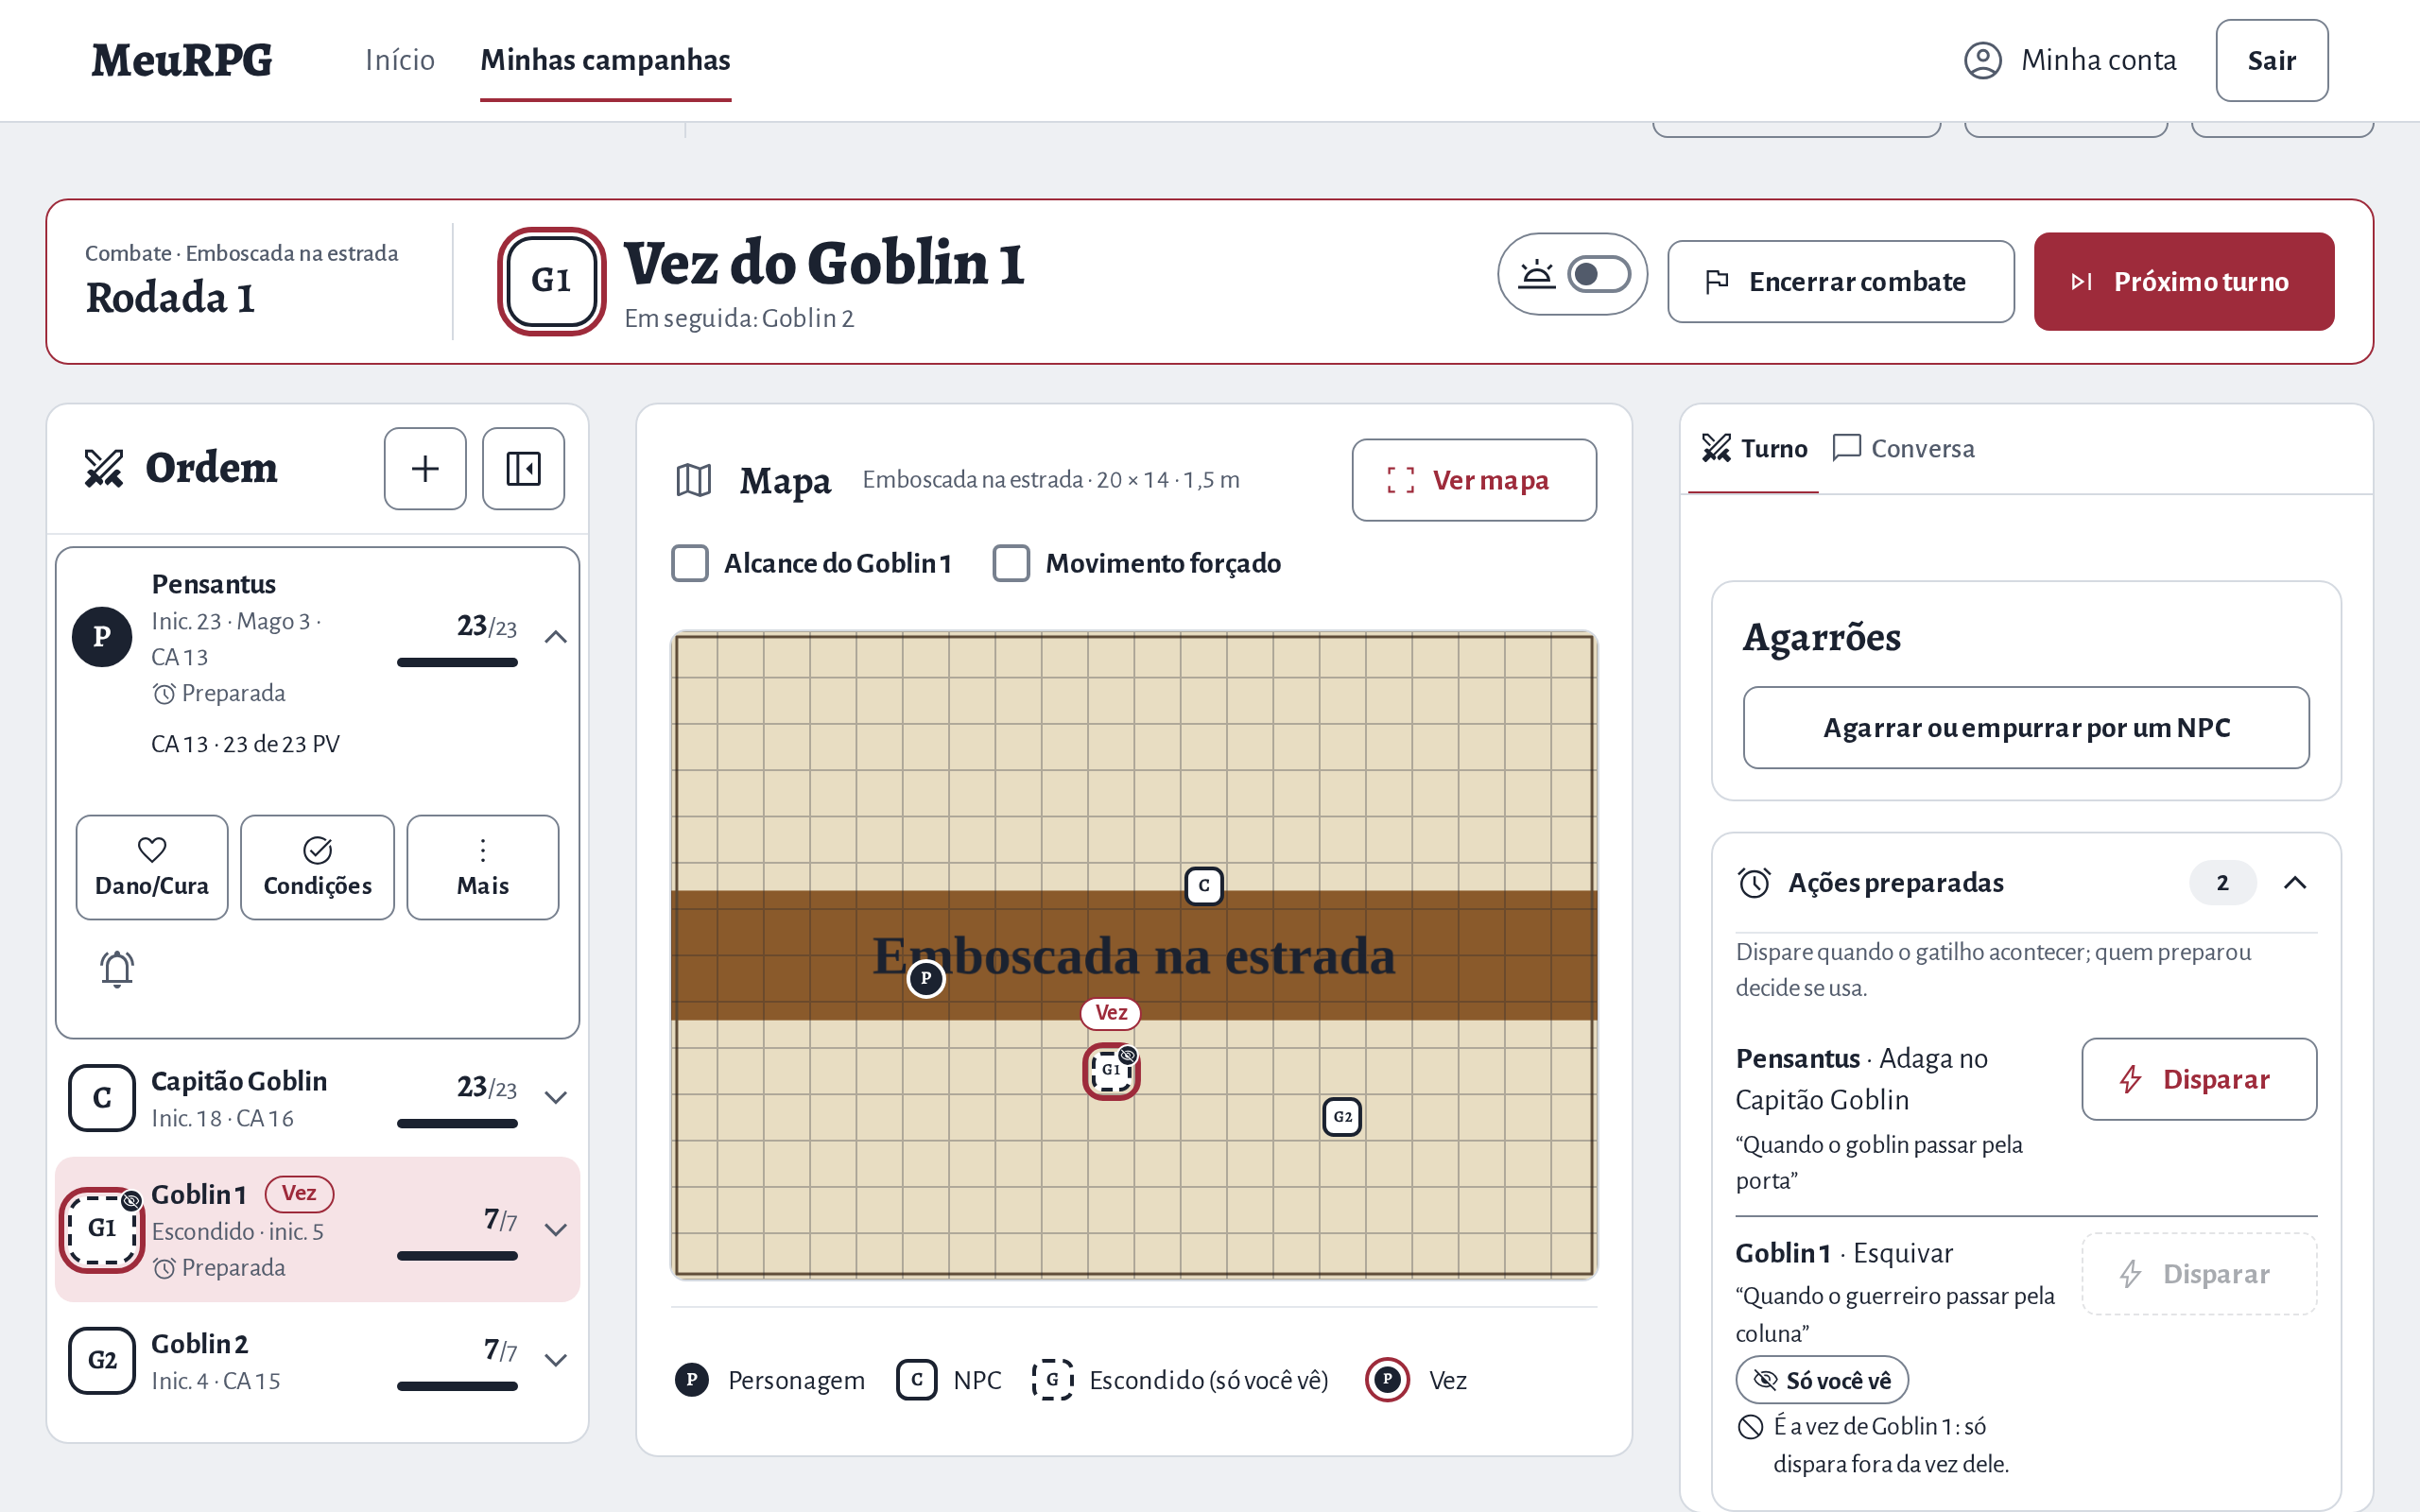 MeuRPG
Início
Minhas campanhas
Minha conta
Sair
Combate · Emboscada na estrada
Rodada 1
G1
Vez do Goblin 1
Em seguida: Goblin 2
Encerrar combate
Próximo turno
Ordem
P
Pensantus
Inic. 23 · Mago 3 ·
CA 13
Preparada
23/23
CA 13 · 23 de 23 PV
Dano/Cura
Condições
Mais
C
Capitão Goblin
Inic. 18 · CA 16
23/23
G1
Goblin 1
Vez
Escondido · inic. 5
Preparada
7/7
G2
Goblin 2
Inic. 4 · CA 15
7/7
Mapa
Emboscada na estrada · 20 × 14 · 1,5 m
Ver mapa
Alcance do Goblin 1
Movimento forçado
C
Emboscada na estrada
P
Vez
G1
G2
P
Personagem
C
NPC
G
Escondido (só você vê)
P
Vez
Turno
Conversa
Agarrões
Agarrar ou empurrar por um NPC
Ações preparadas
2
Dispare quando o gatilho acontecer; quem preparou
decide se usa.
Pensantus · Adaga no
Capitão Goblin
“Quando o goblin passar pela
porta”
Disparar
Goblin 1 · Esquivar
“Quando o guerreiro passar pela
coluna”
Disparar
Só você vê
É a vez de Goblin 1: só
dispara fora da vez dele.